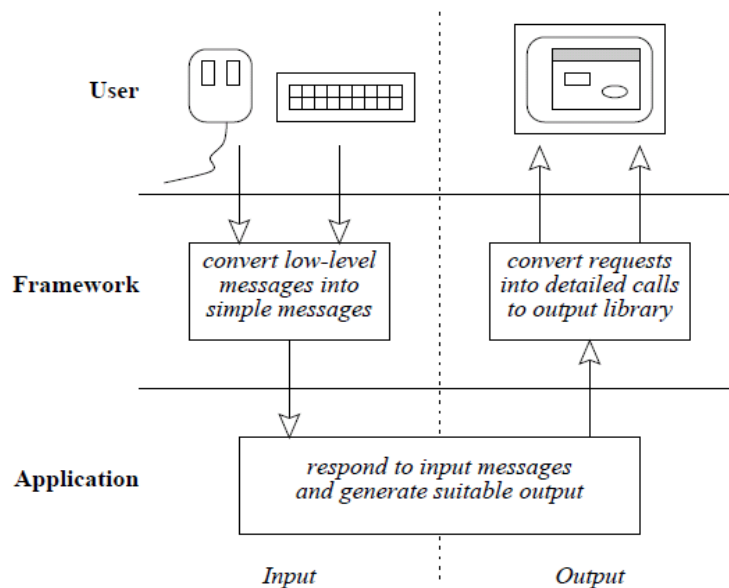 User
Framework
convert low-level
messages into
simple messages
convert requests
into detailed calls
to output library
Application
respond to input messages
and generate suitable output
Input
Output